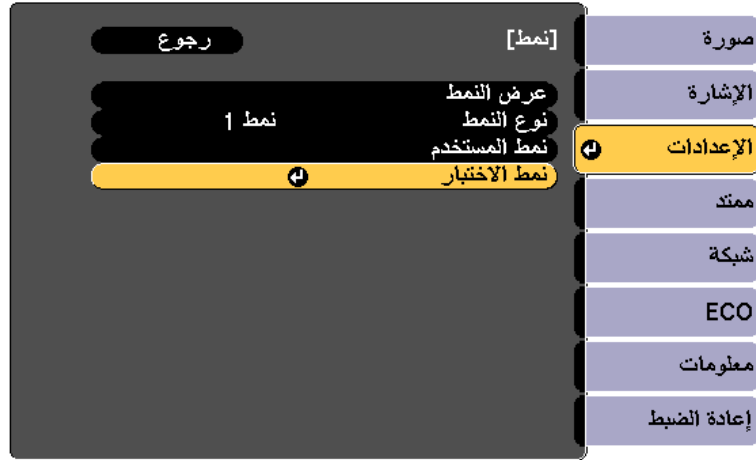 صورة
الإشارة
الإعدادات
ممتد
شبكة
ECO
معلومات
إعادة الضبط
[نمط] رجوع
عرض النمط
نوع النمط نمط 1
نمط المستخدم
نمط الاختبار